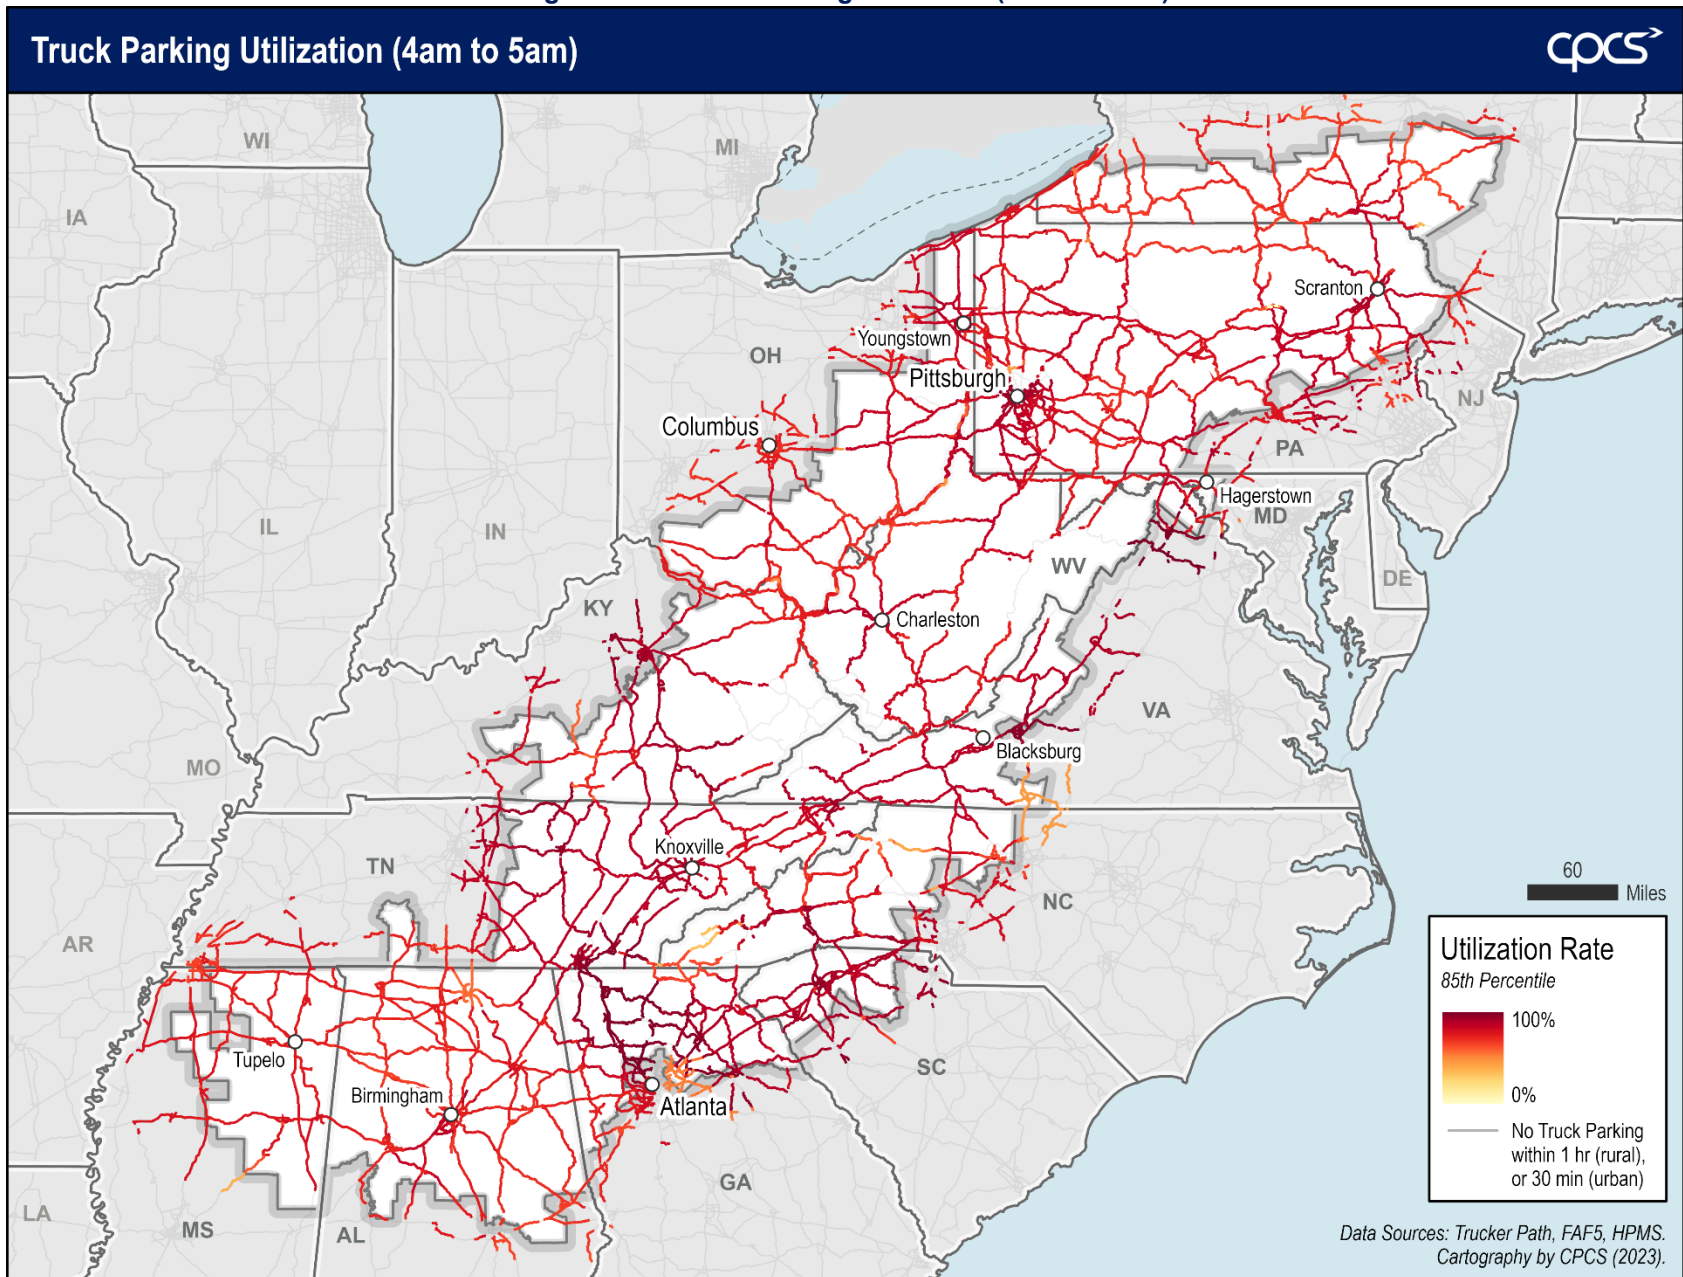 Truck Parking Utilization (4am to 5am)
cpcs
WI
MI
IA
Scranton
Youngstown
OH
Pittsburgh
NJ
Columbus
PA
Hagerstown
MD
IL
IN
WV
DE
KY
Charleston
VA
Blacksburg
MO
Knoxville
TN
60
Miles
NC
AR
Utilization Rate
85th Percentile
100%
0%
No Truck Parking
within 1 hr (rural),
or 30 min (urban)
Tupelo
SC
Birmingham
Atlanta
GA
LA
MS
AL
Data Sources: Trucker Path, FAF5, HPMS.
Cartography by CPCS (2023).